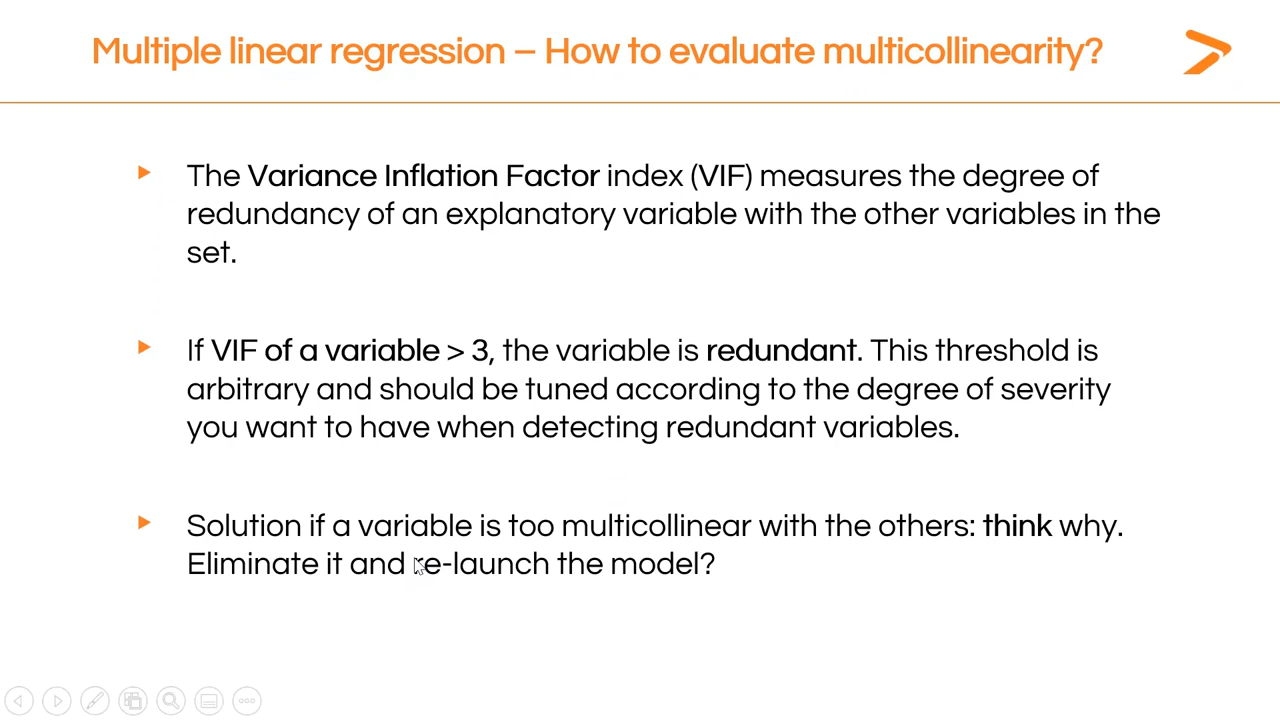 Multiple linear regression – How to evaluate multicollinearity?
The Variance Inflation Factor index (VIF) measures the degree of
redundancy of an explanatory variable with the other variables in the
set.
If VIF of a variable > 3, the variable is redundant. This threshold is
arbitrary and should be tuned according to the degree of severity
you want to have when detecting redundant variables.
Solution if a variable is too multicollinear with the others: think why.
Eliminate it and re-launch the model?